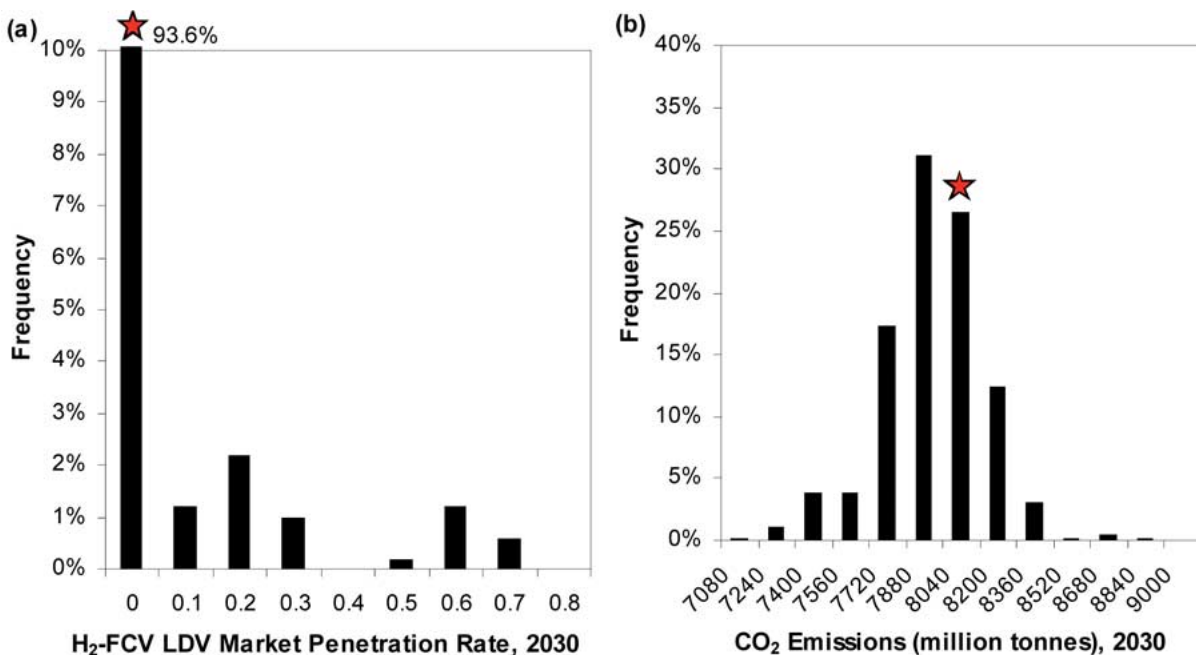 (a)
93.6%
10%
9%
8%
7%
6%
5%
4%
3%
2%
1%
0%
Frequency
0 0.1 0.2 0.3 0.4 0.5 0.6 0.7 0.8
H₂-FCV LDV Market Penetration Rate, 2030
(b)
40%
35%
30%
25%
20%
15%
10%
5%
0%
Frequency
7080 7240 7400 7560 7720 7880 8040 8200 8360 8520 8680 8840 9000
CO₂ Emissions (million tonnes), 2030